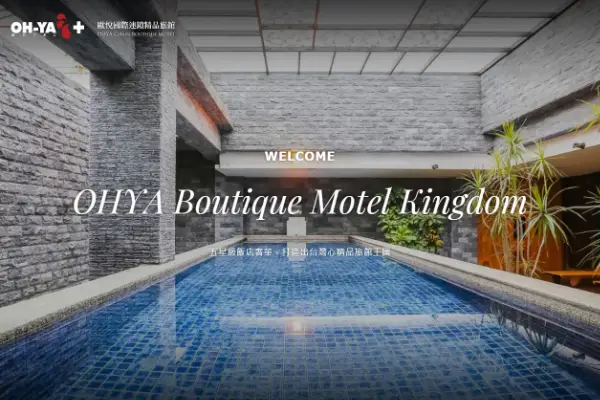 OH-YA +
歐悅國際連鎖精品旅館
OHYA Chain Boutique Motel
WELCOME
OHYA Boutique Motel Kingdom
五星級飯店菁華，打造出台灣心精品旅館王國